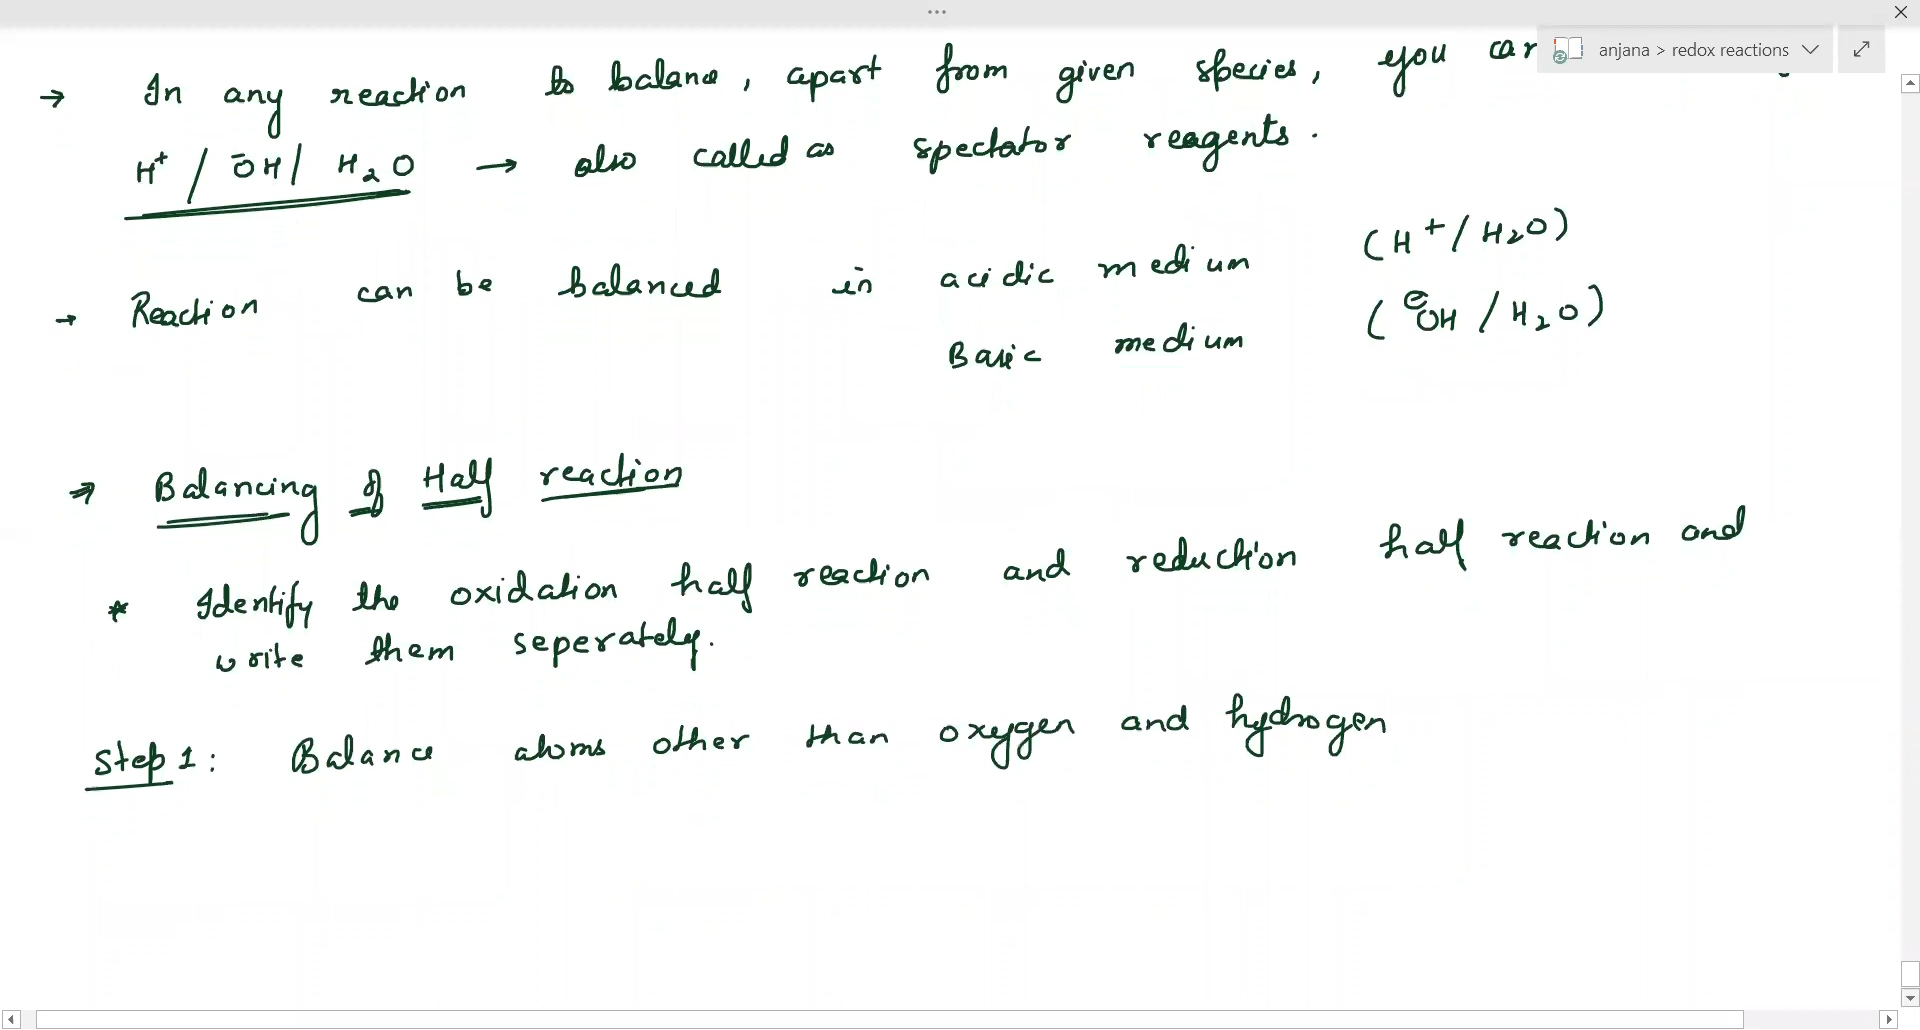 ...
anjana > redox reactions
→ In any reaction to balance, apart from given species, you can
H⁺ / ŌH / H₂O → also called as spectator reagents.
→ Reaction can be balanced in acidic medium (H⁺/H₂O)
Basic medium (⊖OH / H₂O)
⇒ Balancing of Half reaction
* Identify the oxidation half reaction and reduction half reaction and
write them seperately.
Step 1: Balance atoms other than oxygen and hydrogen